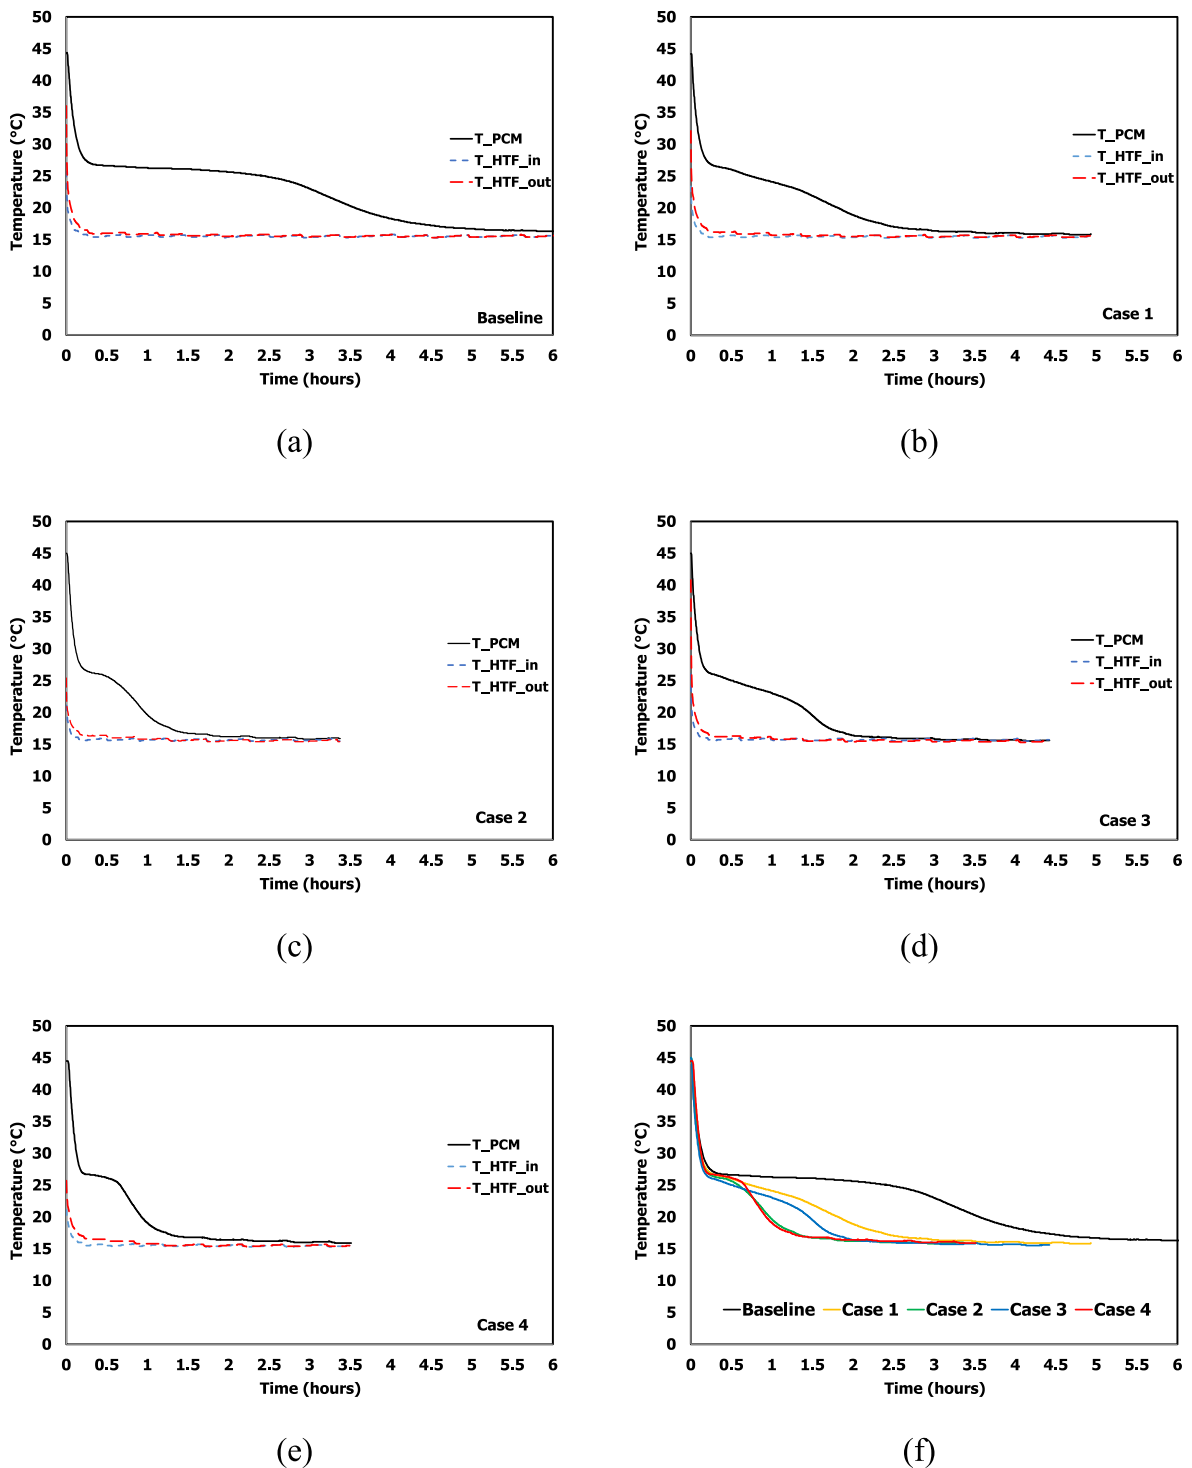 50
45
40
35
30
25
20
15
10
5
0
Temperature (°C)
T_PCM
T_HTF_in
T_HTF_out
Baseline
0 0.5 1 1.5 2 2.5 3 3.5 4 4.5 5 5.5 6
Time (hours)
(a)
50
45
40
35
30
25
20
15
10
5
0
Temperature (°C)
T_PCM
T_HTF_in
T_HTF_out
Case 1
0 0.5 1 1.5 2 2.5 3 3.5 4 4.5 5 5.5 6
Time (hours)
(b)
50
45
40
35
30
25
20
15
10
5
0
Temperature (°C)
T_PCM
T_HTF_in
T_HTF_out
Case 2
0 0.5 1 1.5 2 2.5 3 3.5 4 4.5 5 5.5 6
Time (hours)
(c)
50
45
40
35
30
25
20
15
10
5
0
Temperature (°C)
T_PCM
T_HTF_in
T_HTF_out
Case 3
0 0.5 1 1.5 2 2.5 3 3.5 4 4.5 5 5.5 6
Time (hours)
(d)
50
45
40
35
30
25
20
15
10
5
0
Temperature (°C)
T_PCM
T_HTF_in
T_HTF_out
Case 4
0 0.5 1 1.5 2 2.5 3 3.5 4 4.5 5 5.5 6
Time (hours)
(e)
50
45
40
35
30
25
20
15
10
5
0
Temperature (°C)
Baseline Case 1 Case 2 Case 3 Case 4
0 0.5 1 1.5 2 2.5 3 3.5 4 4.5 5 5.5 6
Time (hours)
(f)